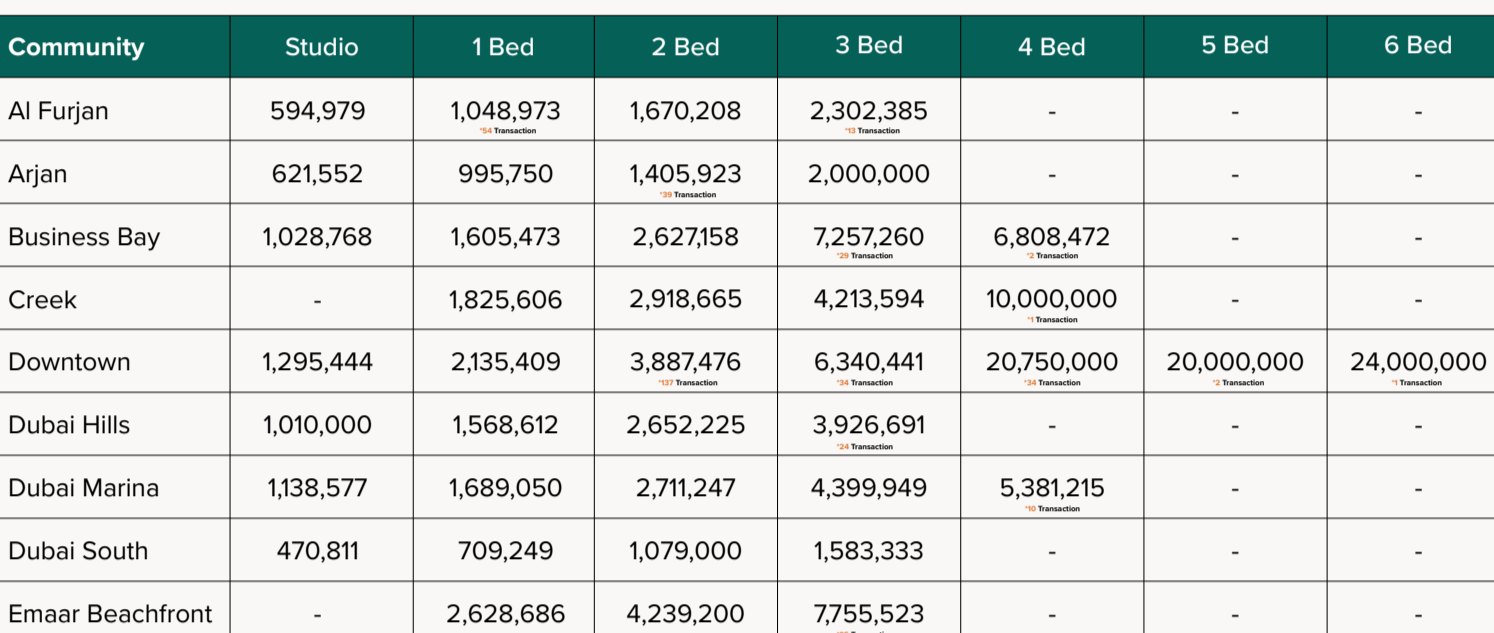 Community Studio 1 Bed 2 Bed 3 Bed 4 Bed 5 Bed 6 Bed
Al Furjan 594,979 1,048,973 1,670,208 2,302,385 - - -
*54 Transaction *13 Transaction
Arjan 621,552 995,750 1,405,923 2,000,000 - - -
*39 Transaction
Business Bay 1,028,768 1,605,473 2,627,158 7,257,260 6,808,472 - -
*29 Transaction *2 Transaction
Creek - 1,825,606 2,918,665 4,213,594 10,000,000 - -
*1 Transaction
Downtown 1,295,444 2,135,409 3,887,476 6,340,441 20,750,000 20,000,000 24,000,000
*137 Transaction *34 Transaction *34 Transaction *2 Transaction *1 Transaction
Dubai Hills 1,010,000 1,568,612 2,652,225 3,926,691 - - -
*24 Transaction
Dubai Marina 1,138,577 1,689,050 2,711,247 4,399,949 5,381,215 - -
*10 Transaction
Dubai South 470,811 709,249 1,079,000 1,583,333 - - -
Emaar Beachfront - 2,628,686 4,239,200 7,755,523 - - -